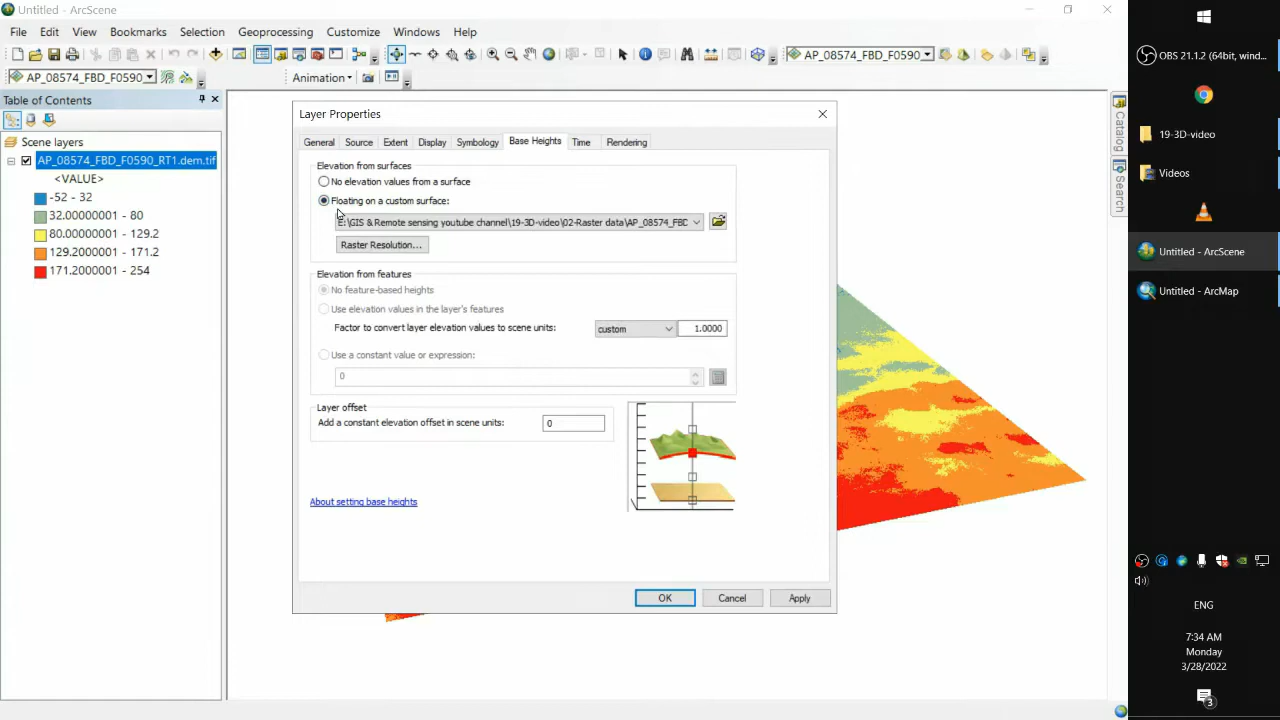 Untitled - ArcScene
File Edit View Bookmarks Selection Geoprocessing Customize Windows Help
AP_08574_FBD_F0590
AP_08574_FBD_F0590
Animation
Table of Contents
Scene layers
AP_08574_FBD_F0590_RT1.dem.tif
<VALUE>
-52 - 32
32.00000001 - 80
80.00000001 - 129.2
129.2000001 - 171.2
171.2000001 - 254
Layer Properties
General Source Extent Display Symbology Base Heights Time Rendering
Elevation from surfaces
No elevation values from a surface
Floating on a custom surface:
E:\GIS & Remote sensing youtube channel\19-3D-video\02-Raster data\AP_08574_FBD
Raster Resolution...
Elevation from features
No feature-based heights
Use elevation values in the layer's features
Factor to convert layer elevation values to scene units:
custom
1.0000
Use a constant value or expression:
0
Layer offset
Add a constant elevation offset in scene units:
0
About setting base heights
OK Cancel Apply
Catalog
Search
OBS 21.1.2 (64bit, wind...
19-3D-video
Videos
Untitled - ArcScene
Untitled - ArcMap
ENG
7:34 AM
Monday
3/28/2022
3